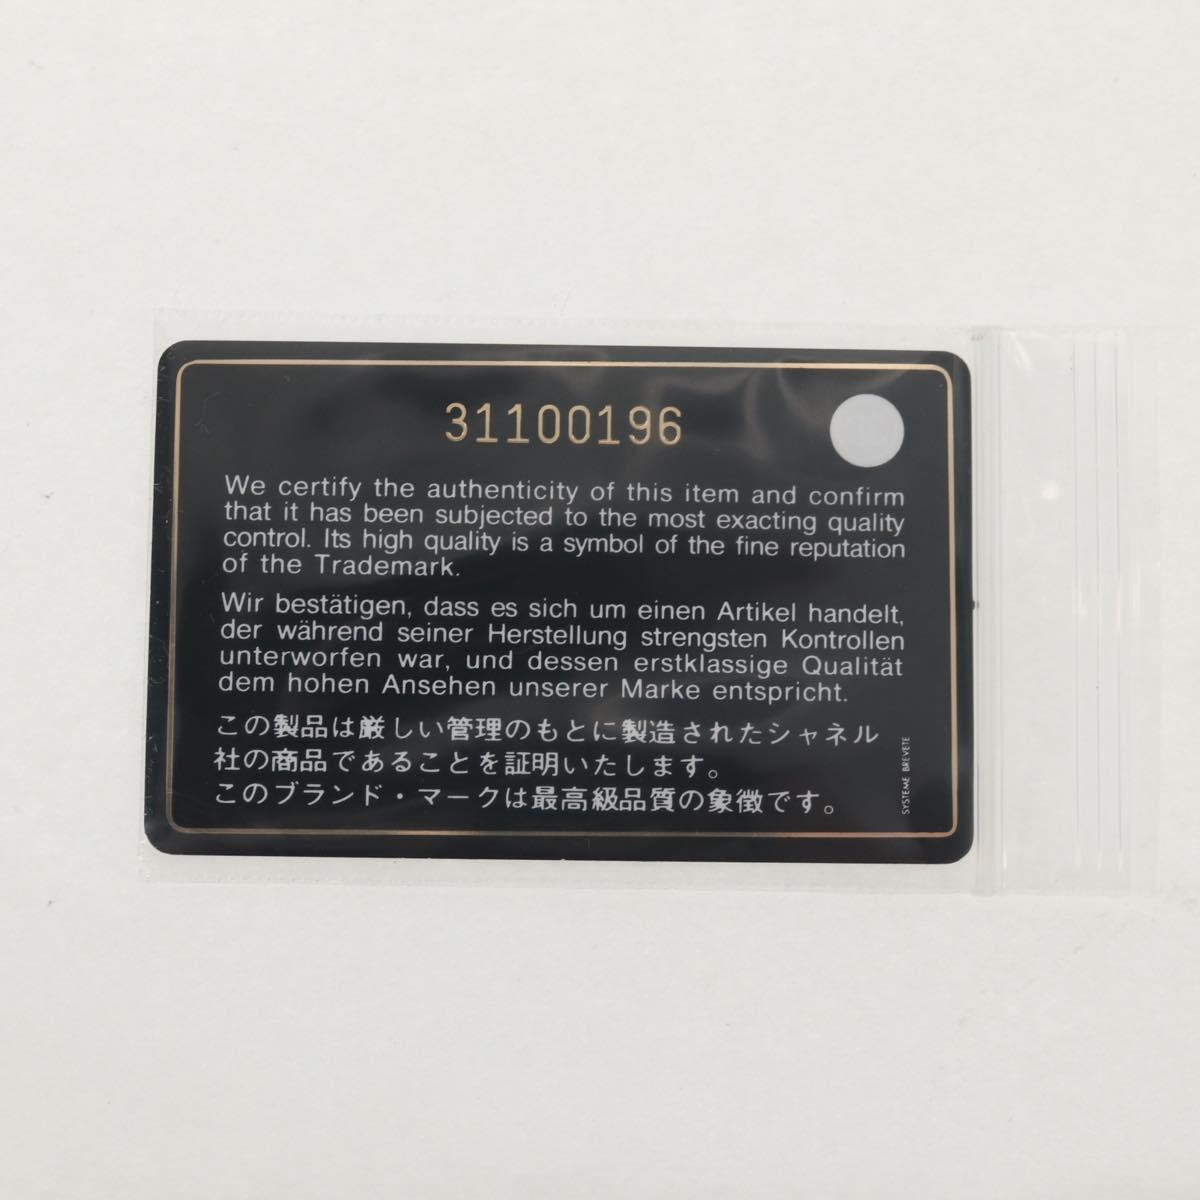 31100196
We certify the authenticity of this item and confirm
that it has been subjected to the most exacting quality
control. Its high quality is a symbol of the fine reputation
of the Trademark.
Wir bestätigen, dass es sich um einen Artikel handelt,
der während seiner Herstellung strengsten Kontrollen
unterworfen war, und dessen erstklassige Qualität
dem hohen Ansehen unserer Marke entspricht.
この製品は厳しい管理のもとに製造されたシャネル
社の商品であることを証明いたします。
このブランド・マークは最高級品質の象徴です。
SYSTEME BREVETE